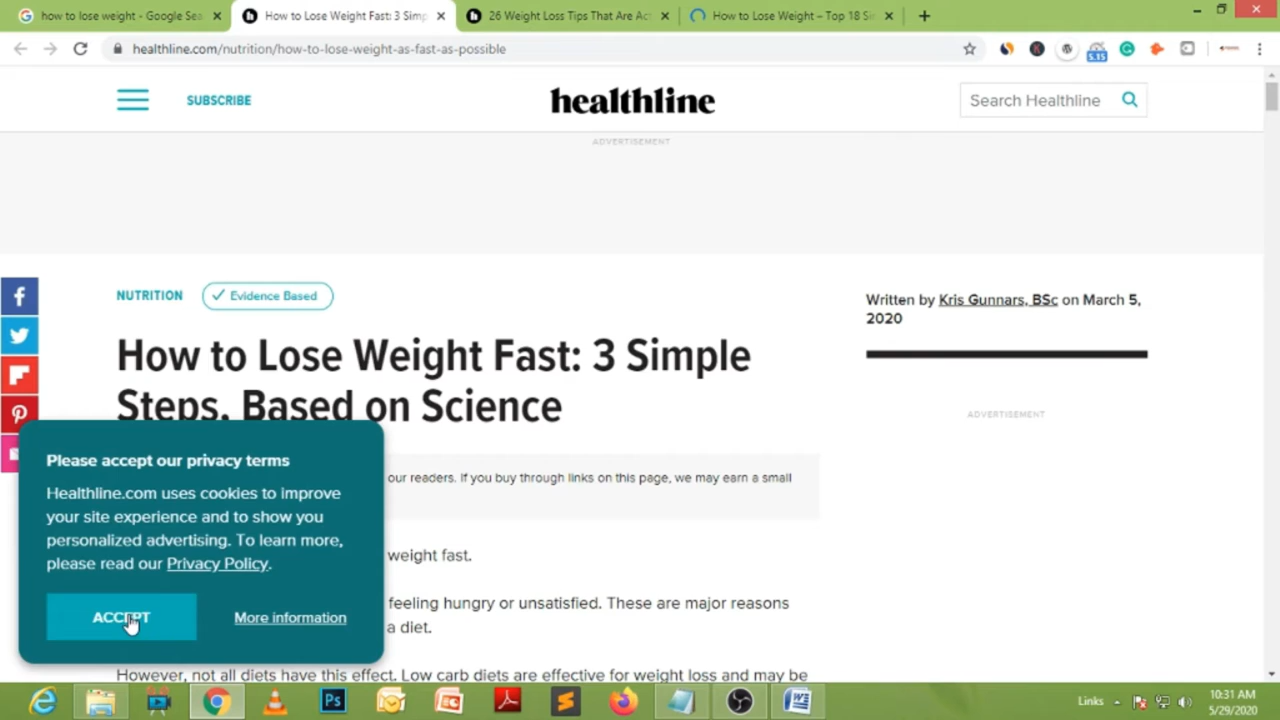 how to lose weight - Google Sea
How to Lose Weight Fast: 3 Simp
26 Weight Loss Tips That Are Act
How to Lose Weight – Top 18 Si
healthline.com/nutrition/how-to-lose-weight-as-fast-as-possible
5.15
SUBSCRIBE
healthline
Search Healthline
ADVERTISEMENT
NUTRITION
Evidence Based
Written by Kris Gunnars, BSc on March 5,
2020
How to Lose Weight Fast: 3 Simple
Steps, Based on Science
ADVERTISEMENT
Please accept our privacy terms
our readers. If you buy through links on this page, we may earn a small
Healthline.com uses cookies to improve
your site experience and to show you
personalized advertising. To learn more,
please read our Privacy Policy.
weight fast.
feeling hungry or unsatisfied. These are major reasons
a diet.
ACCEPT
More information
However, not all diets have this effect. Low carb diets are effective for weight loss and may be
Links
10:31 AM
5/29/2020